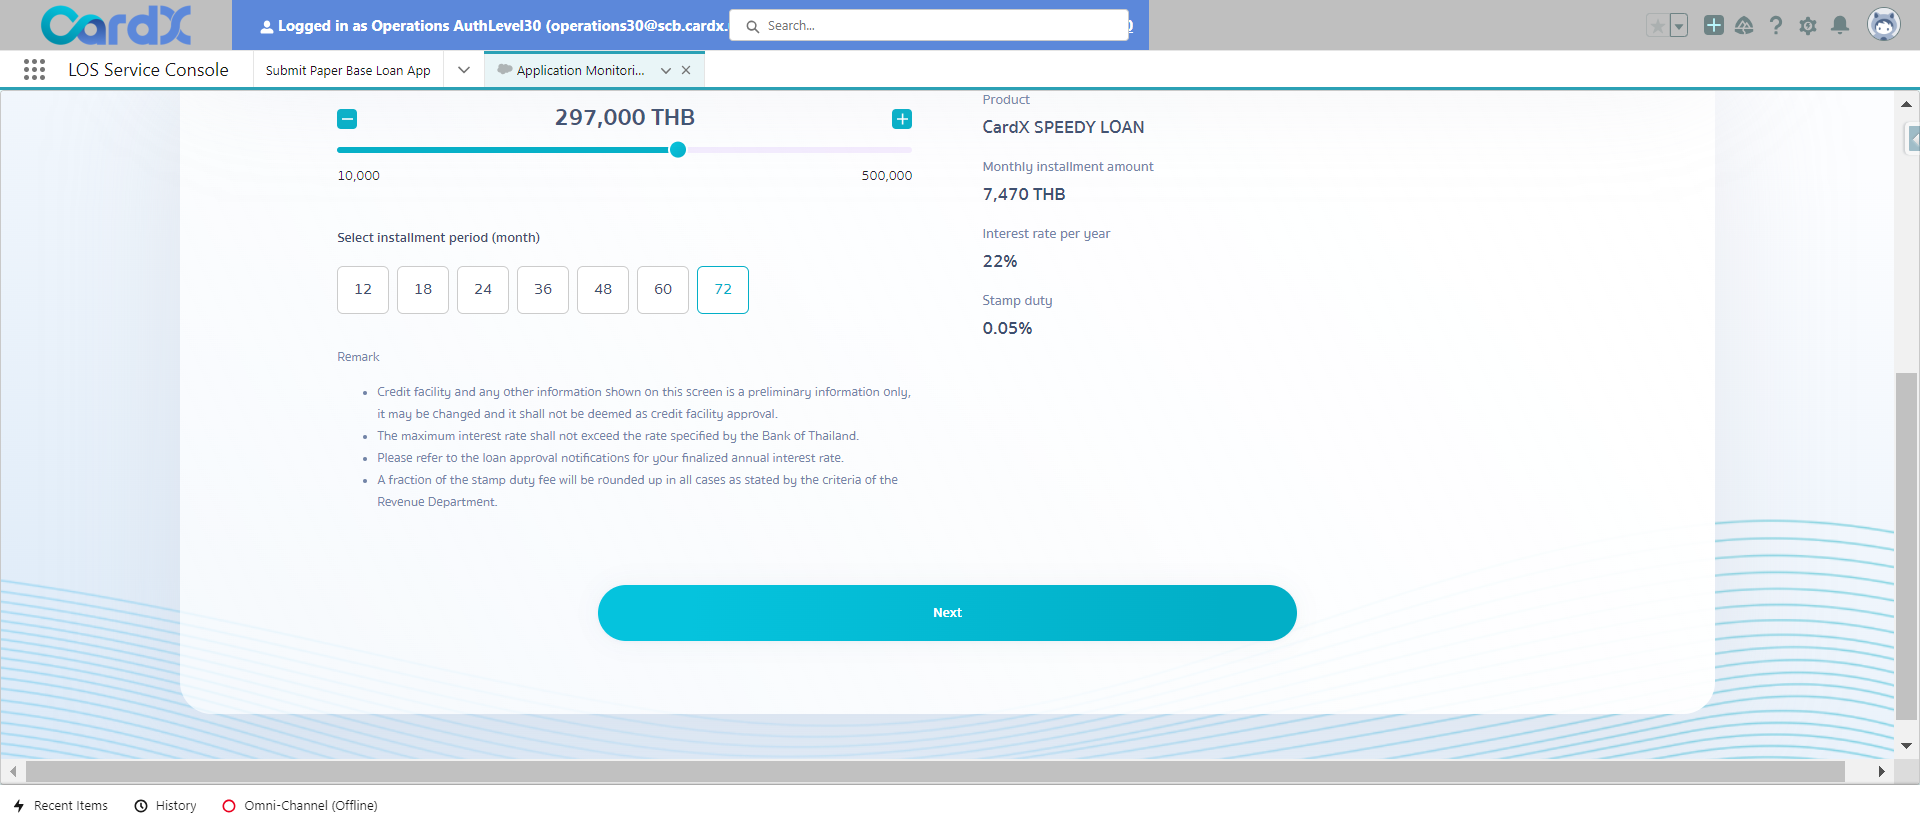 CardX
Logged in as Operations AuthLevel30 (operations30@scb.cardx.
Search...
LOS Service Console
Submit Paper Base Loan App
Application Monitori...
297,000 THB
10,000
500,000
Select installment period (month)
12
18
24
36
48
60
72
Remark
• Credit facility and any other information shown on this screen is a preliminary information only,
it may be changed and it shall not be deemed as credit facility approval.
• The maximum interest rate shall not exceed the rate specified by the Bank of Thailand.
• Please refer to the loan approval notifications for your finalized annual interest rate.
• A fraction of the stamp duty fee will be rounded up in all cases as stated by the criteria of the
Revenue Department.
Product
CardX SPEEDY LOAN
Monthly installment amount
7,470 THB
Interest rate per year
22%
Stamp duty
0.05%
Next
Recent Items
History
Omni-Channel (Offline)